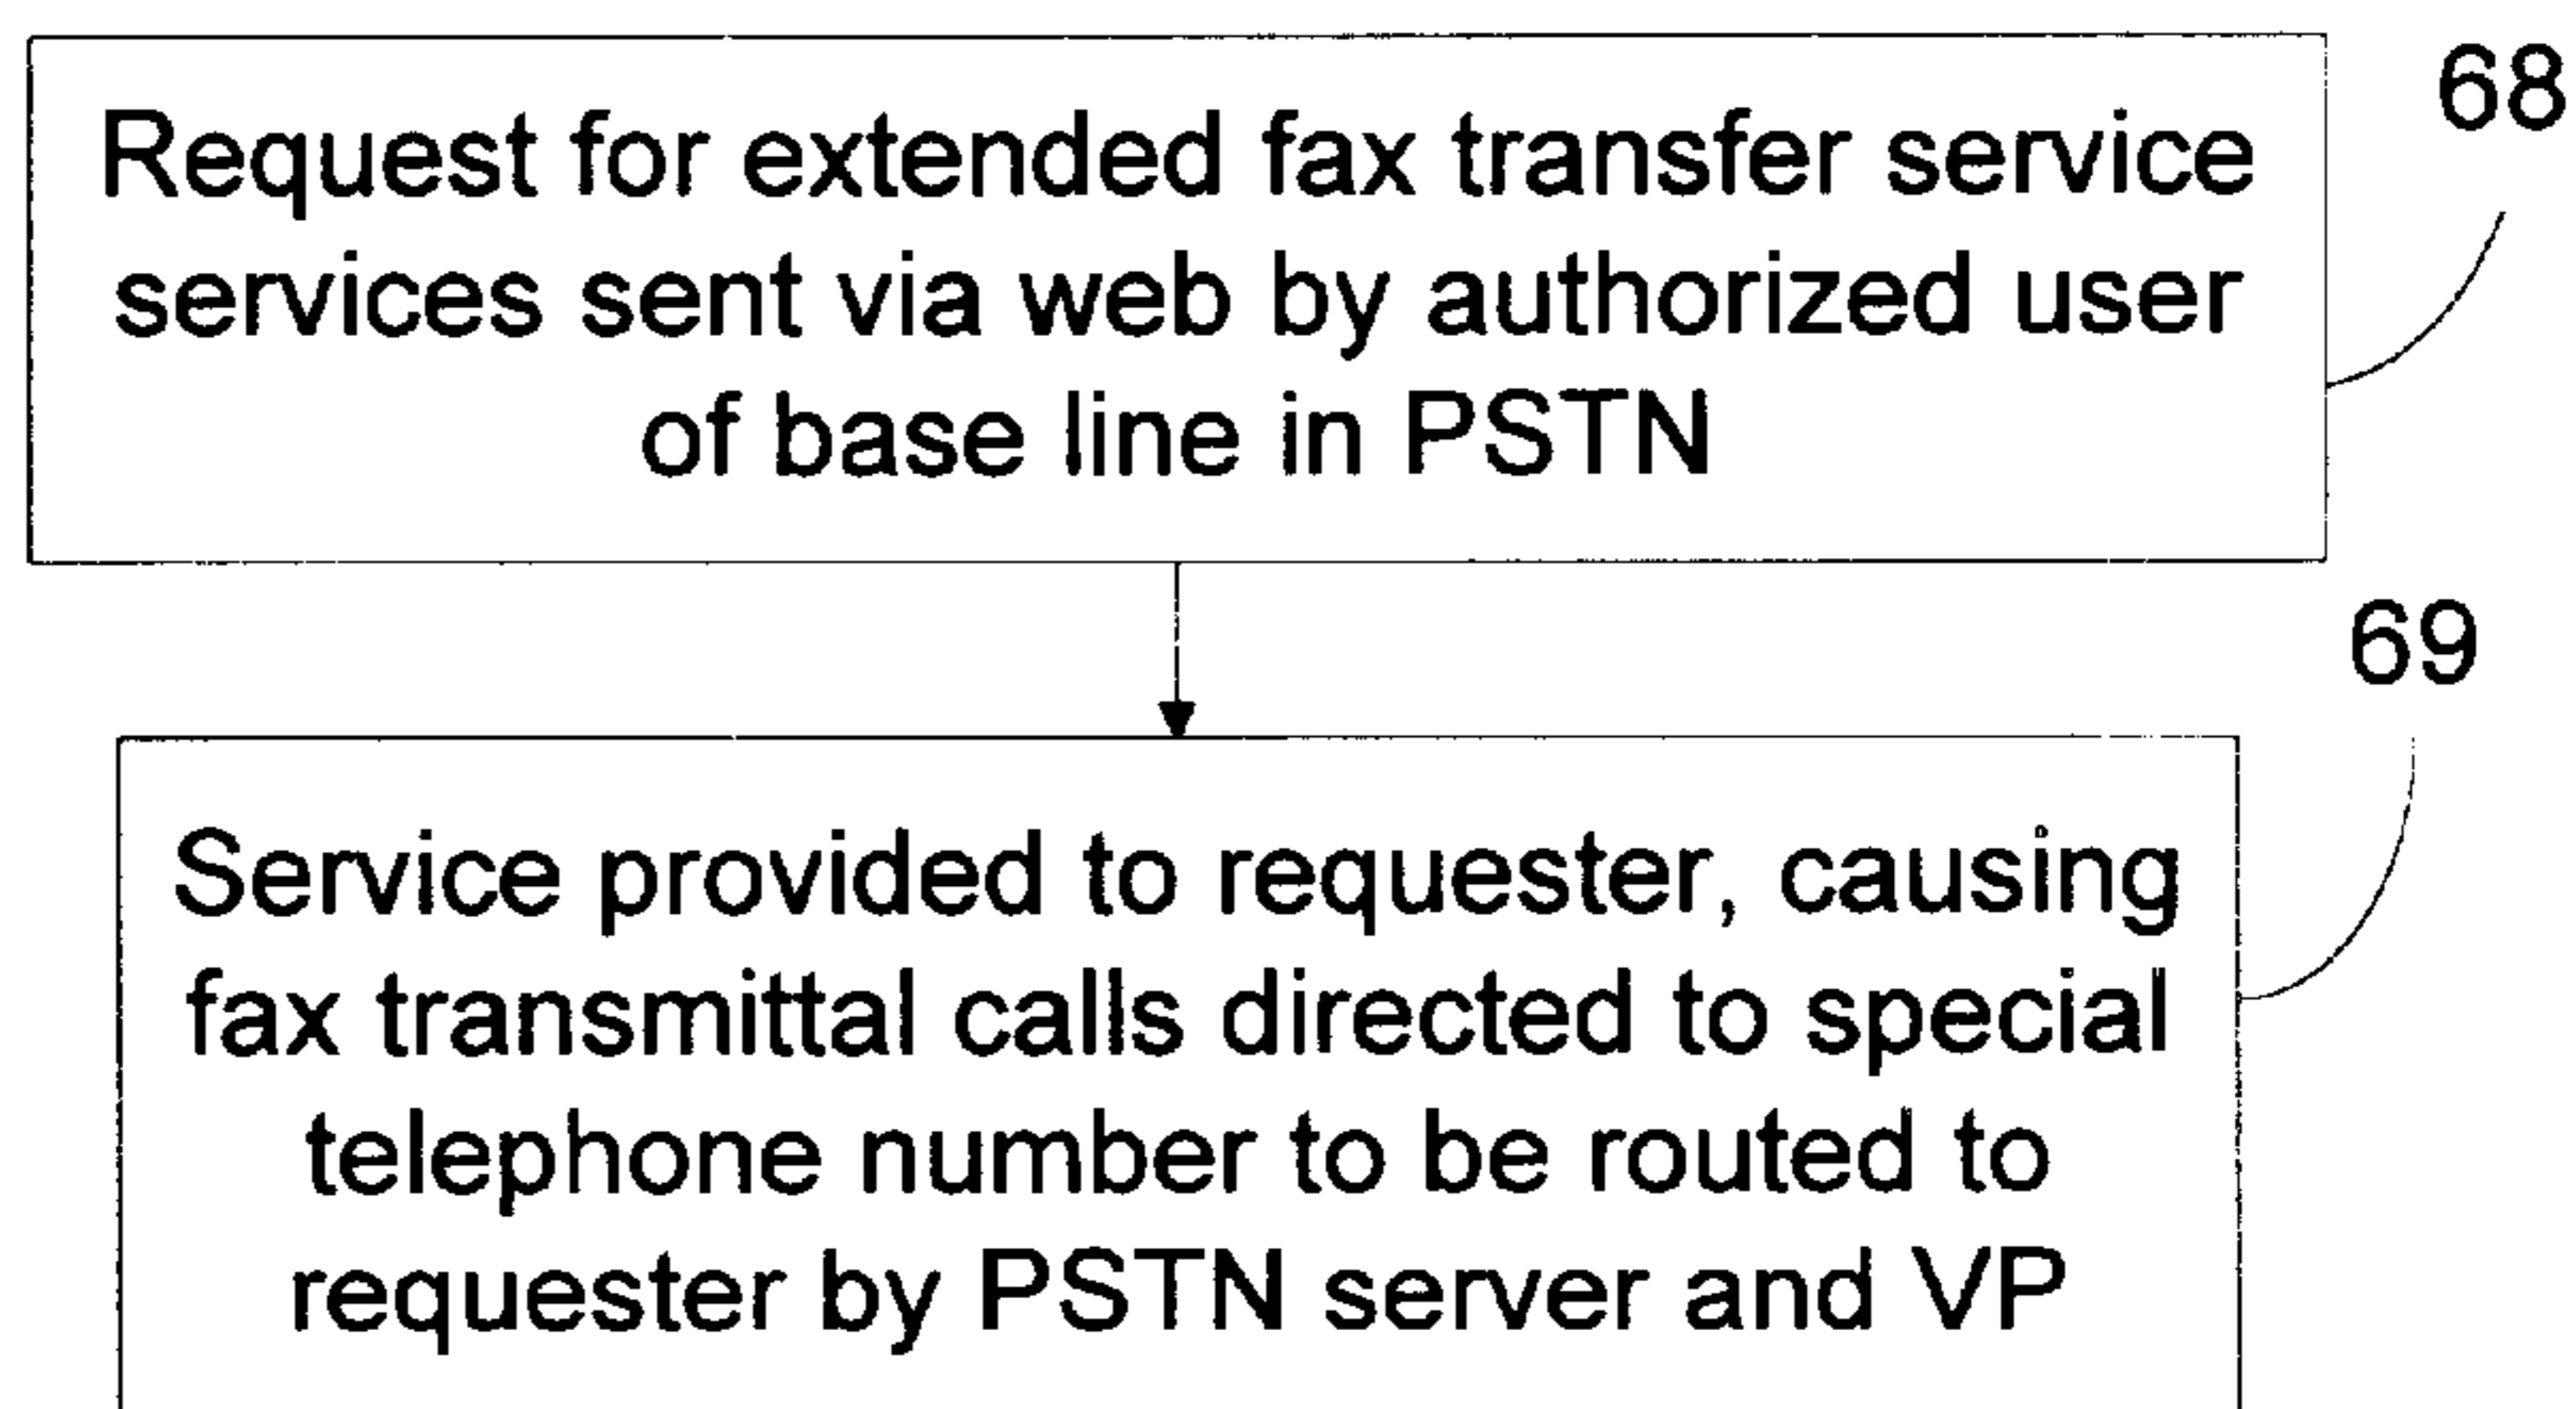 Request for extended fax transfer service
services sent via web by authorized user
of base line in PSTN
68
Service provided to requester, causing
fax transmittal calls directed to special
telephone number to be routed to
requester by PSTN server and VP
69